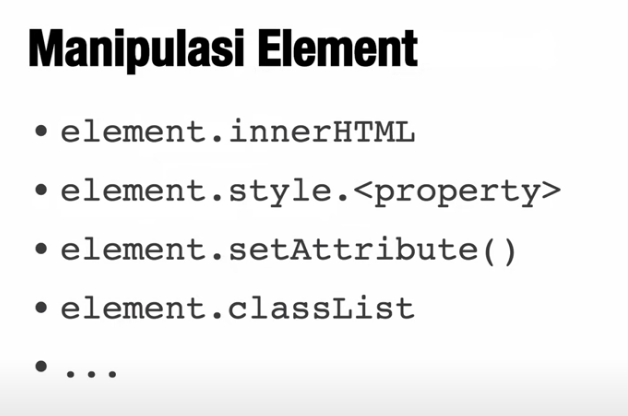 Manipulasi Element
• element.innerHTML
• element.style.<property>
• element.setAttribute()
• element.classList
• ...